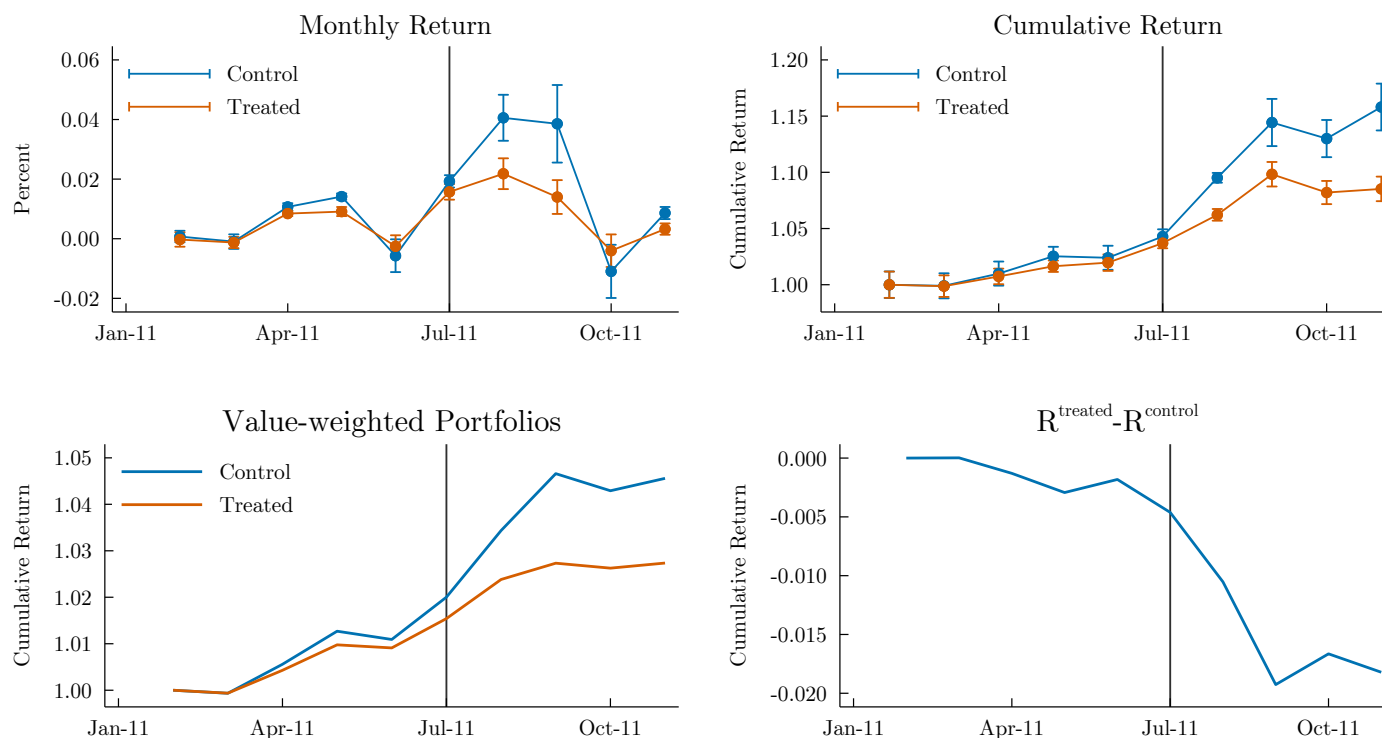 Monthly Return
Percent
0.06
0.04
0.02
0.00
-0.02
Control
Treated
Jan-11 Apr-11 Jul-11 Oct-11
Cumulative Return
Cumulative Return
1.20
1.15
1.10
1.05
1.00
Control
Treated
Jan-11 Apr-11 Jul-11 Oct-11
Value-weighted Portfolios
Cumulative Return
1.05
1.04
1.03
1.02
1.01
1.00
Control
Treated
Jan-11 Apr-11 Jul-11 Oct-11
R^treated-R^control
Cumulative Return
0.000
-0.005
-0.010
-0.015
-0.020
Jan-11 Apr-11 Jul-11 Oct-11